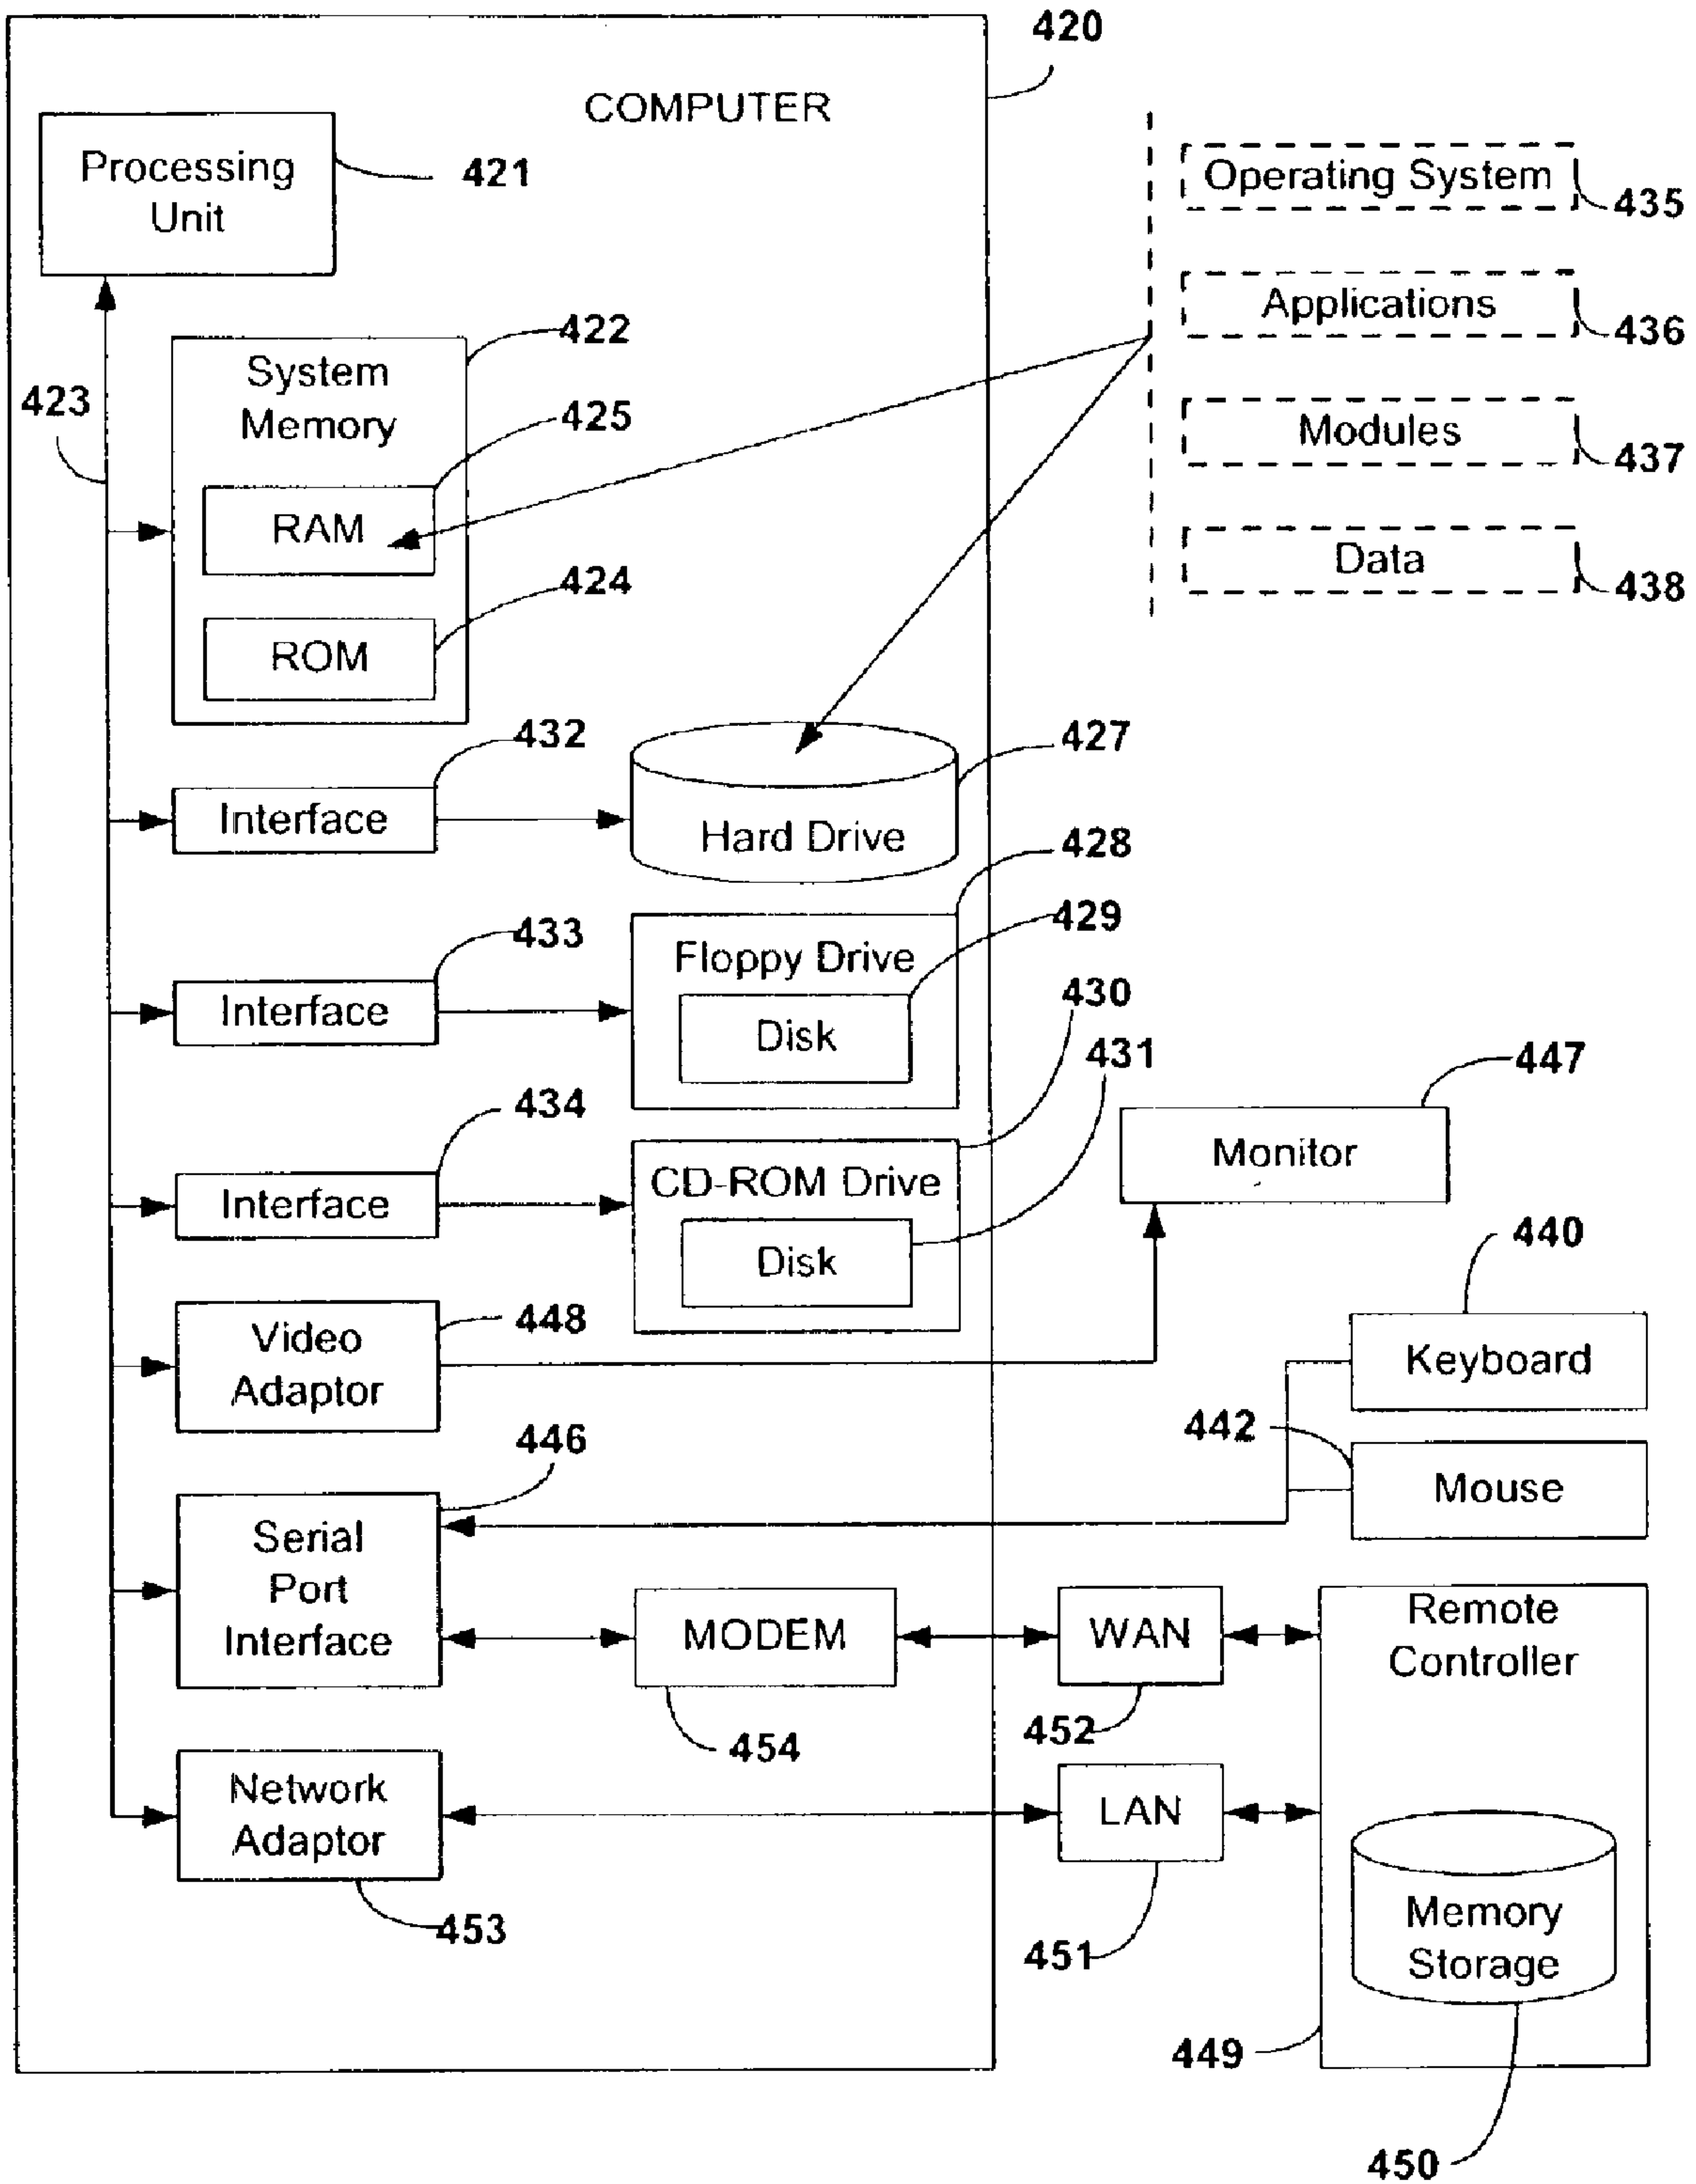 420
COMPUTER
Processing
Unit
421
Operating System
435
Applications
436
Modules
437
Data
438
423
422
System
Memory
425
RAM
424
ROM
432
Interface
427
Hard Drive
428
433
Interface
429
Floppy Drive
Disk
430
431
434
Interface
CD-ROM Drive
Disk
447
Monitor
448
Video
Adaptor
440
Keyboard
442
Mouse
446
Serial
Port
Interface
MODEM
454
WAN
452
Remote
Controller
Network
Adaptor
453
LAN
451
Memory
Storage
449
450